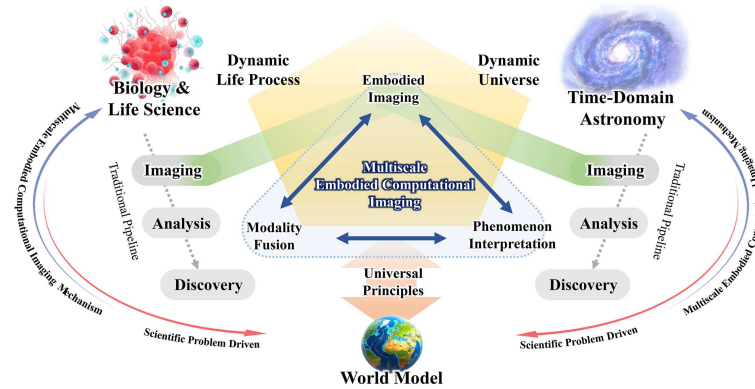 Dynamic
Life Process
Dynamic
Universe
Biology &
Life Science
Embodied
Imaging
Time-Domain
Astronomy
Multiscale Embodied Computational Imaging Mechanism
Traditional Pipeline
Imaging
Analysis
Discovery
Multiscale
Embodied Computational
Imaging
Modality
Fusion
Phenomenon
Interpretation
Universal
Principles
Imaging
Analysis
Discovery
Traditional Pipeline
Multiscale Embodied Co
Imaging Mechanism
Scientific Problem Driven
Scientific Problem Driven
World Model